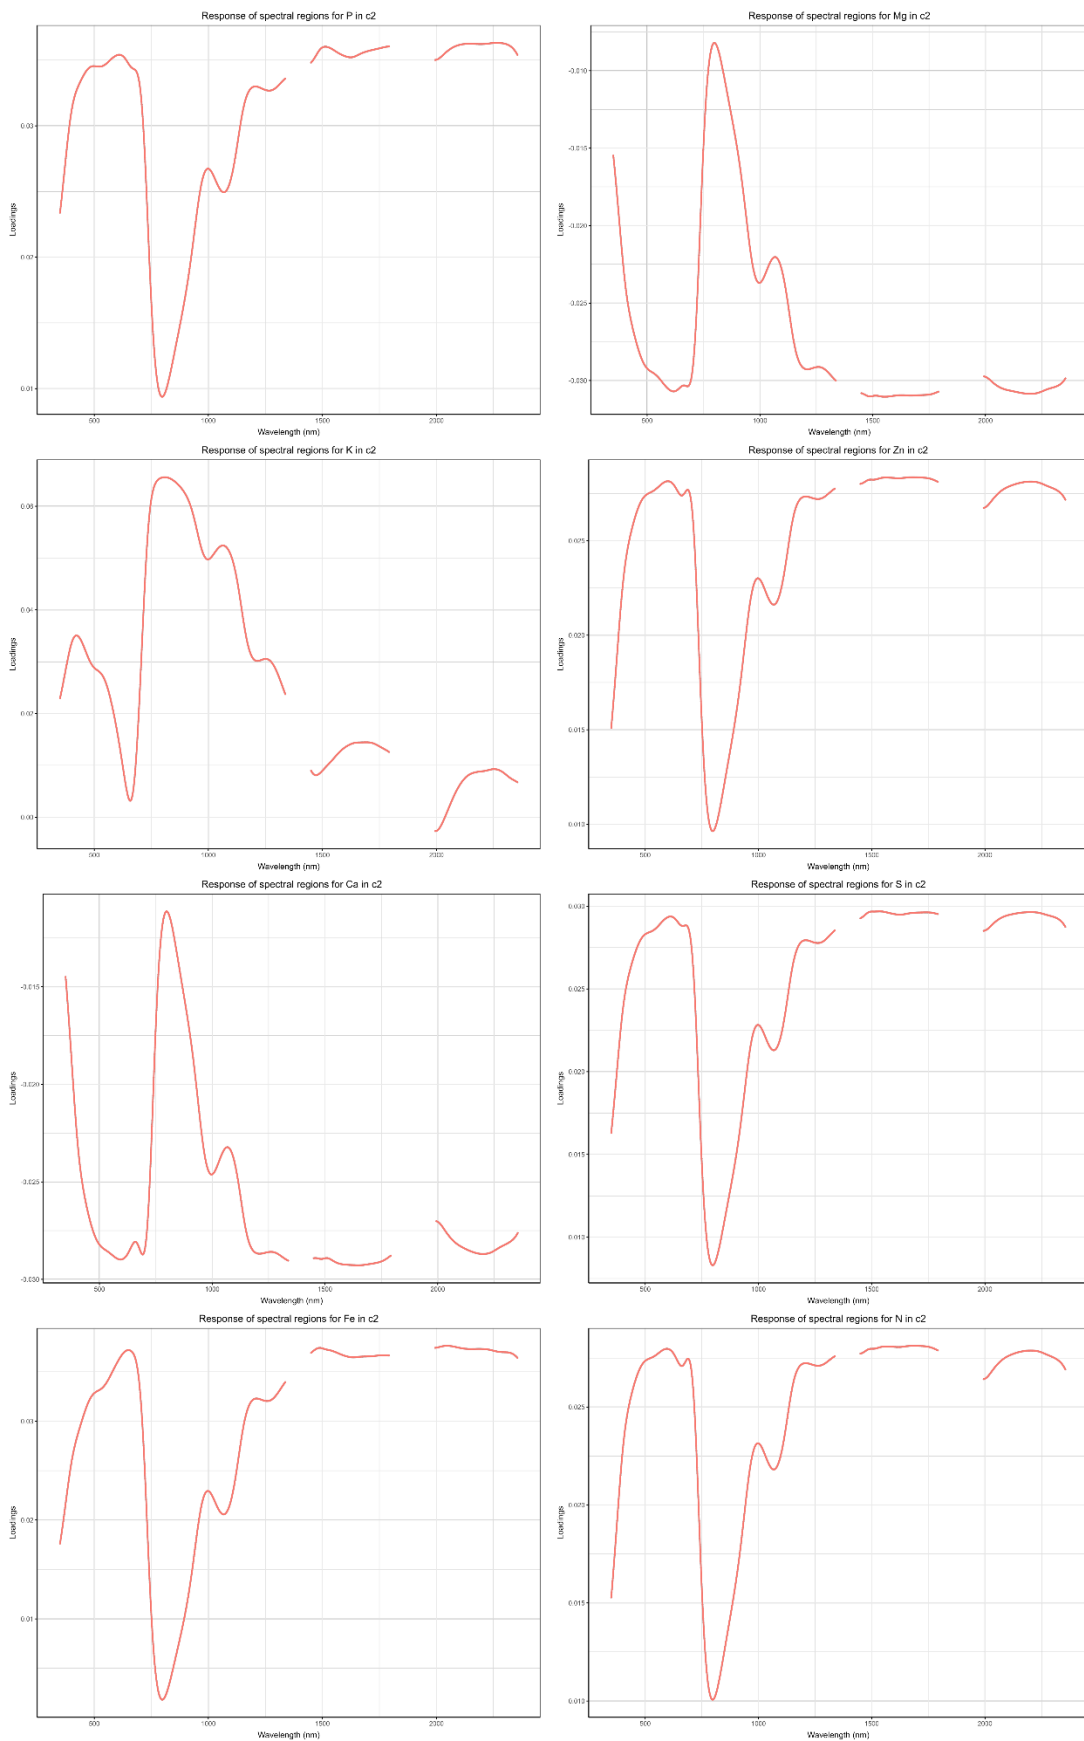 Response of spectral regions for P in c2
Loadings
0.03
0.02
0.01
500 1000 1500 2000
Wavelength (nm)
Response of spectral regions for Mg in c2
Loadings
-0.010
-0.015
-0.020
-0.025
-0.030
500 1000 1500 2000
Wavelength (nm)
Response of spectral regions for K in c2
Loadings
0.06
0.04
0.02
0.00
500 1000 1500 2000
Wavelength (nm)
Response of spectral regions for Zn in c2
Loadings
0.025
0.020
0.015
0.010
500 1000 1500 2000
Wavelength (nm)
Response of spectral regions for Ca in c2
Loadings
-0.015
-0.020
-0.025
-0.030
500 1000 1500 2000
Wavelength (nm)
Response of spectral regions for S in c2
Loadings
0.030
0.025
0.020
0.015
0.010
500 1000 1500 2000
Wavelength (nm)
Response of spectral regions for Fe in c2
Loadings
0.03
0.02
0.01
500 1000 1500 2000
Wavelength (nm)
Response of spectral regions for N in c2
Loadings
0.025
0.020
0.015
0.010
500 1000 1500 2000
Wavelength (nm)